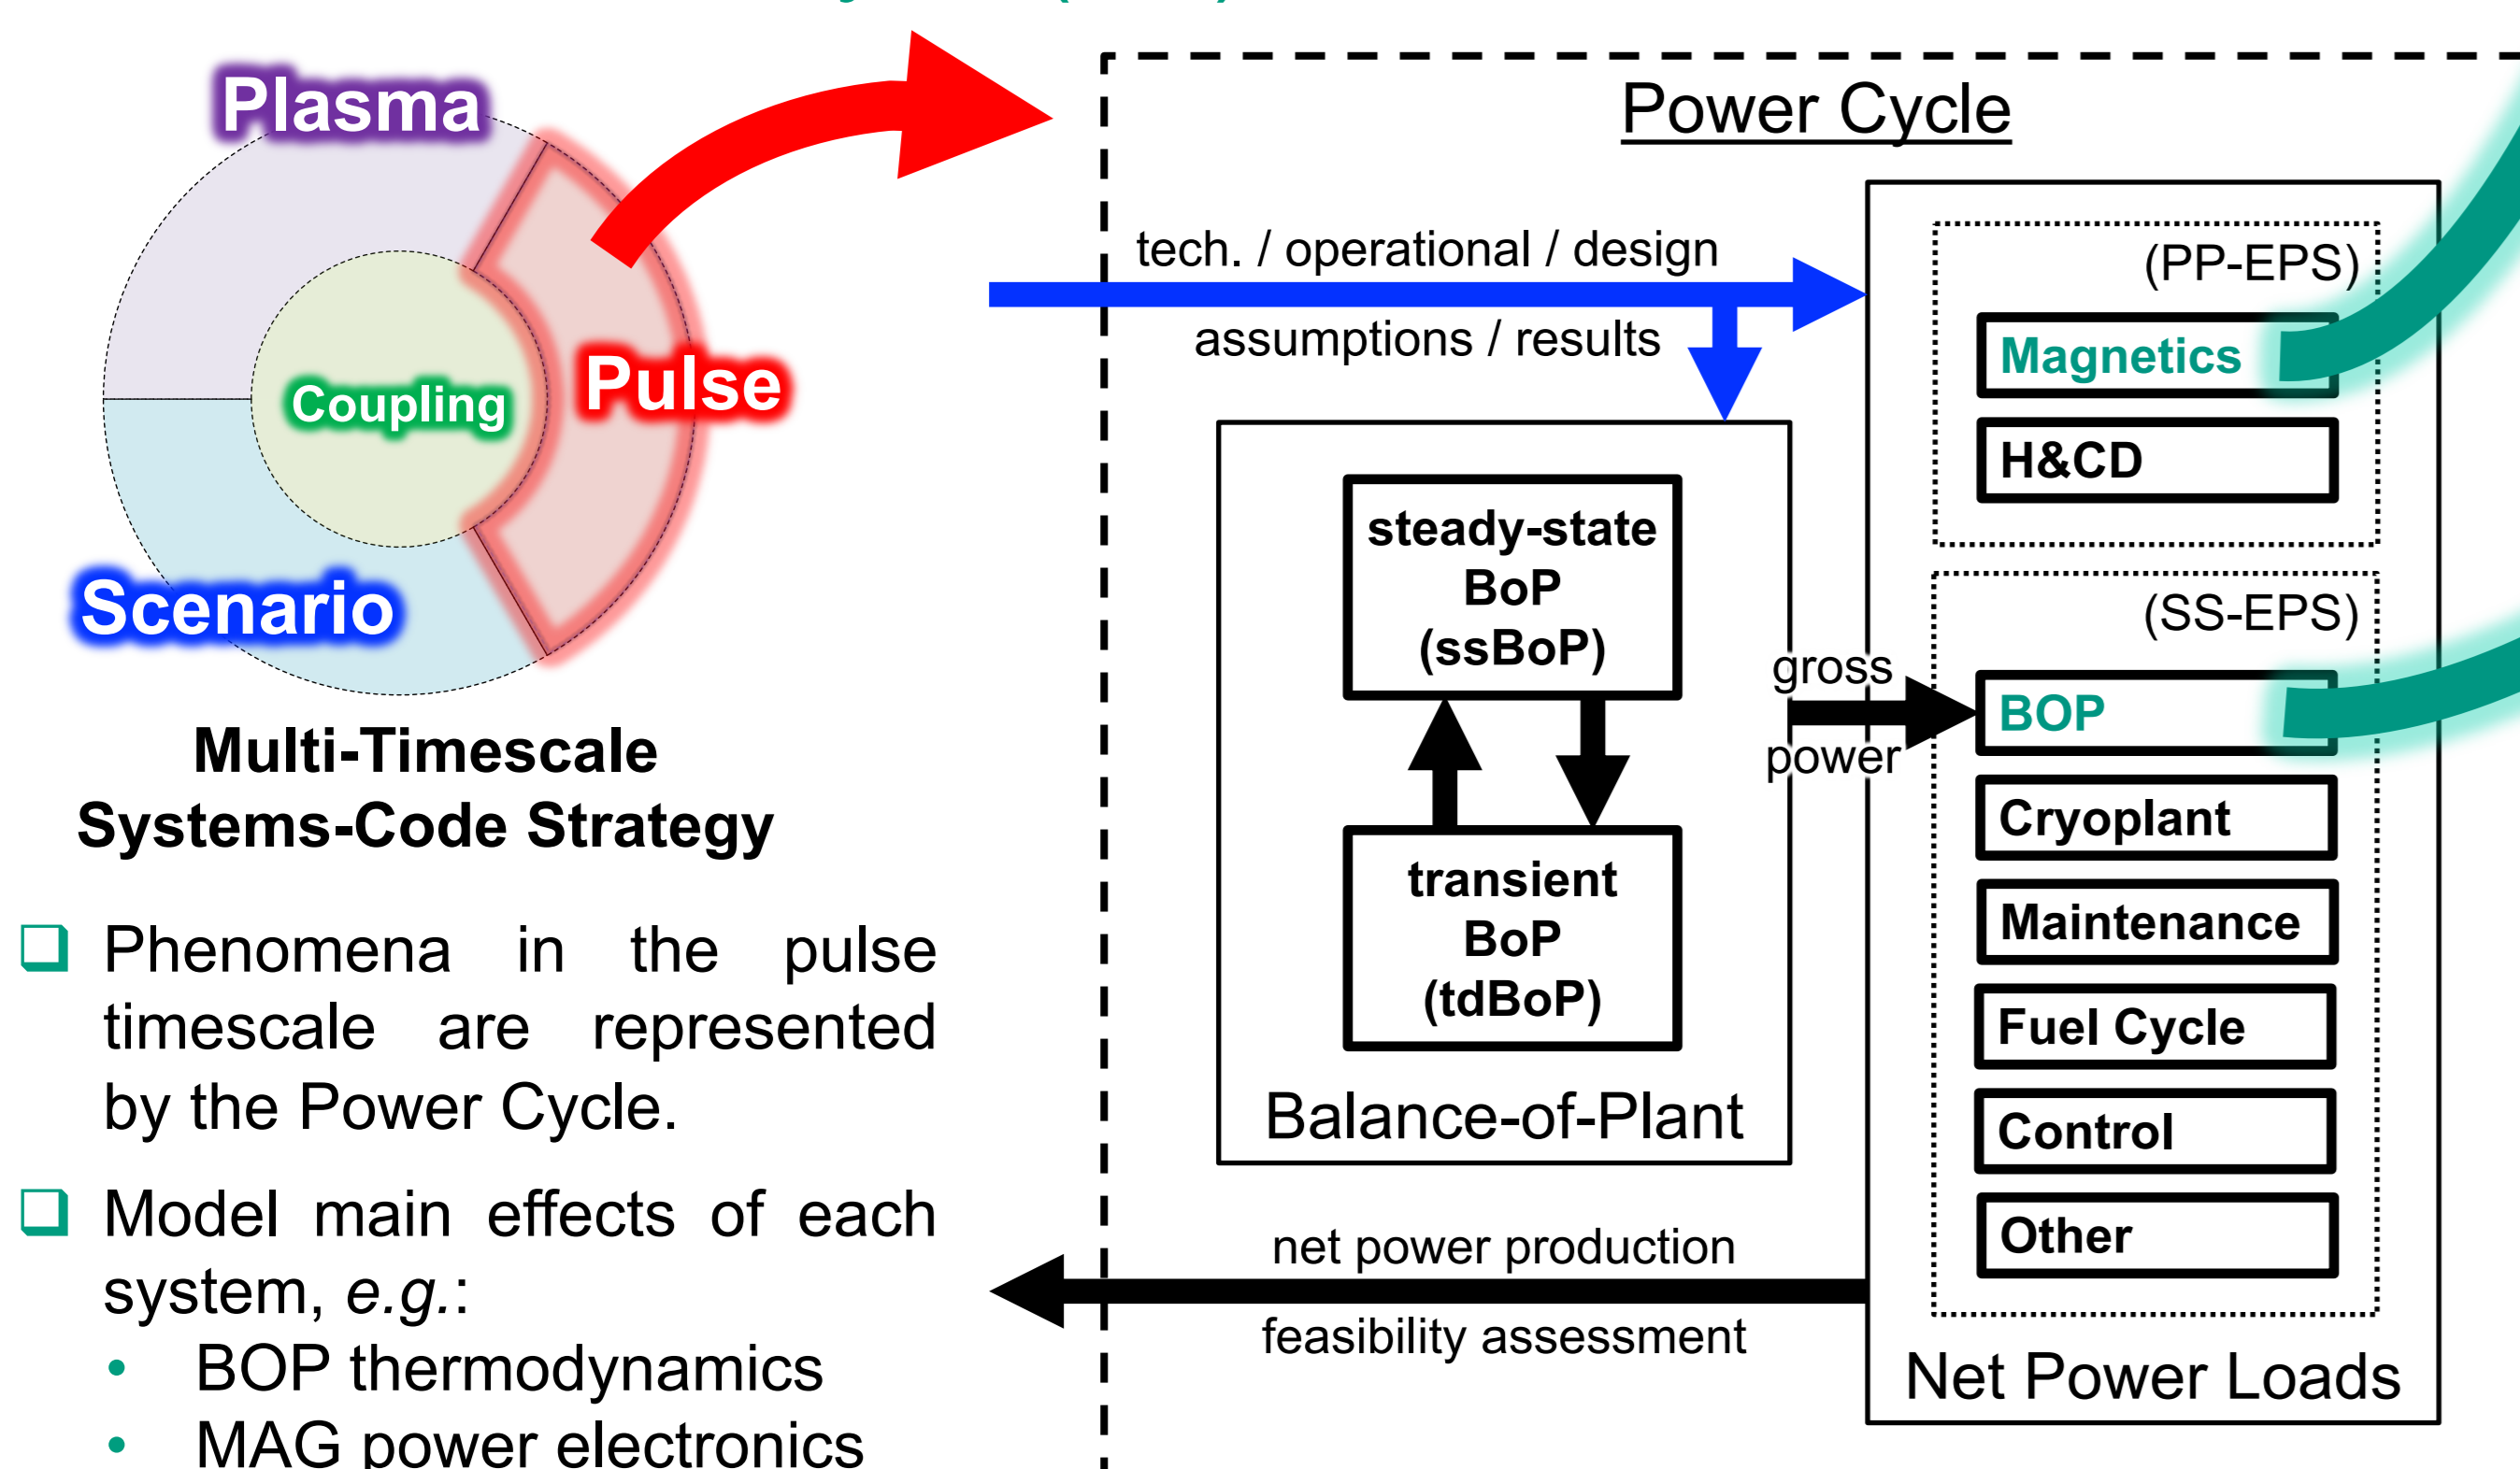 Plasma
Coupling
Pulse
Scenario
Multi-Timescale
Systems-Code Strategy
Phenomena in the pulse
timescale are represented
by the Power Cycle.
Model main effects of each
system, e.g.:
• BOP thermodynamics
• MAG power electronics
Power Cycle
tech. / operational / design
assumptions / results
steady-state
BoP
(ssBoP)
transient
BoP
(tdBoP)
Balance-of-Plant
gross
power
net power production
feasibility assessment
(PP-EPS)
Magnetics
H&CD
(SS-EPS)
BOP
Cryoplant
Maintenance
Fuel Cycle
Control
Other
Net Power Loads